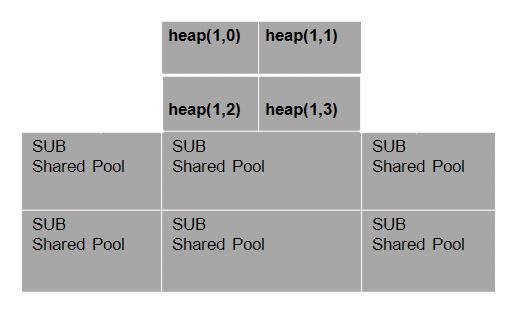 heap(1,0) heap(1,1)
heap(1,2) heap(1,3)
SUB SUB SUB
Shared Pool Shared Pool Shared Pool
SUB SUB SUB
Shared Pool Shared Pool Shared Pool